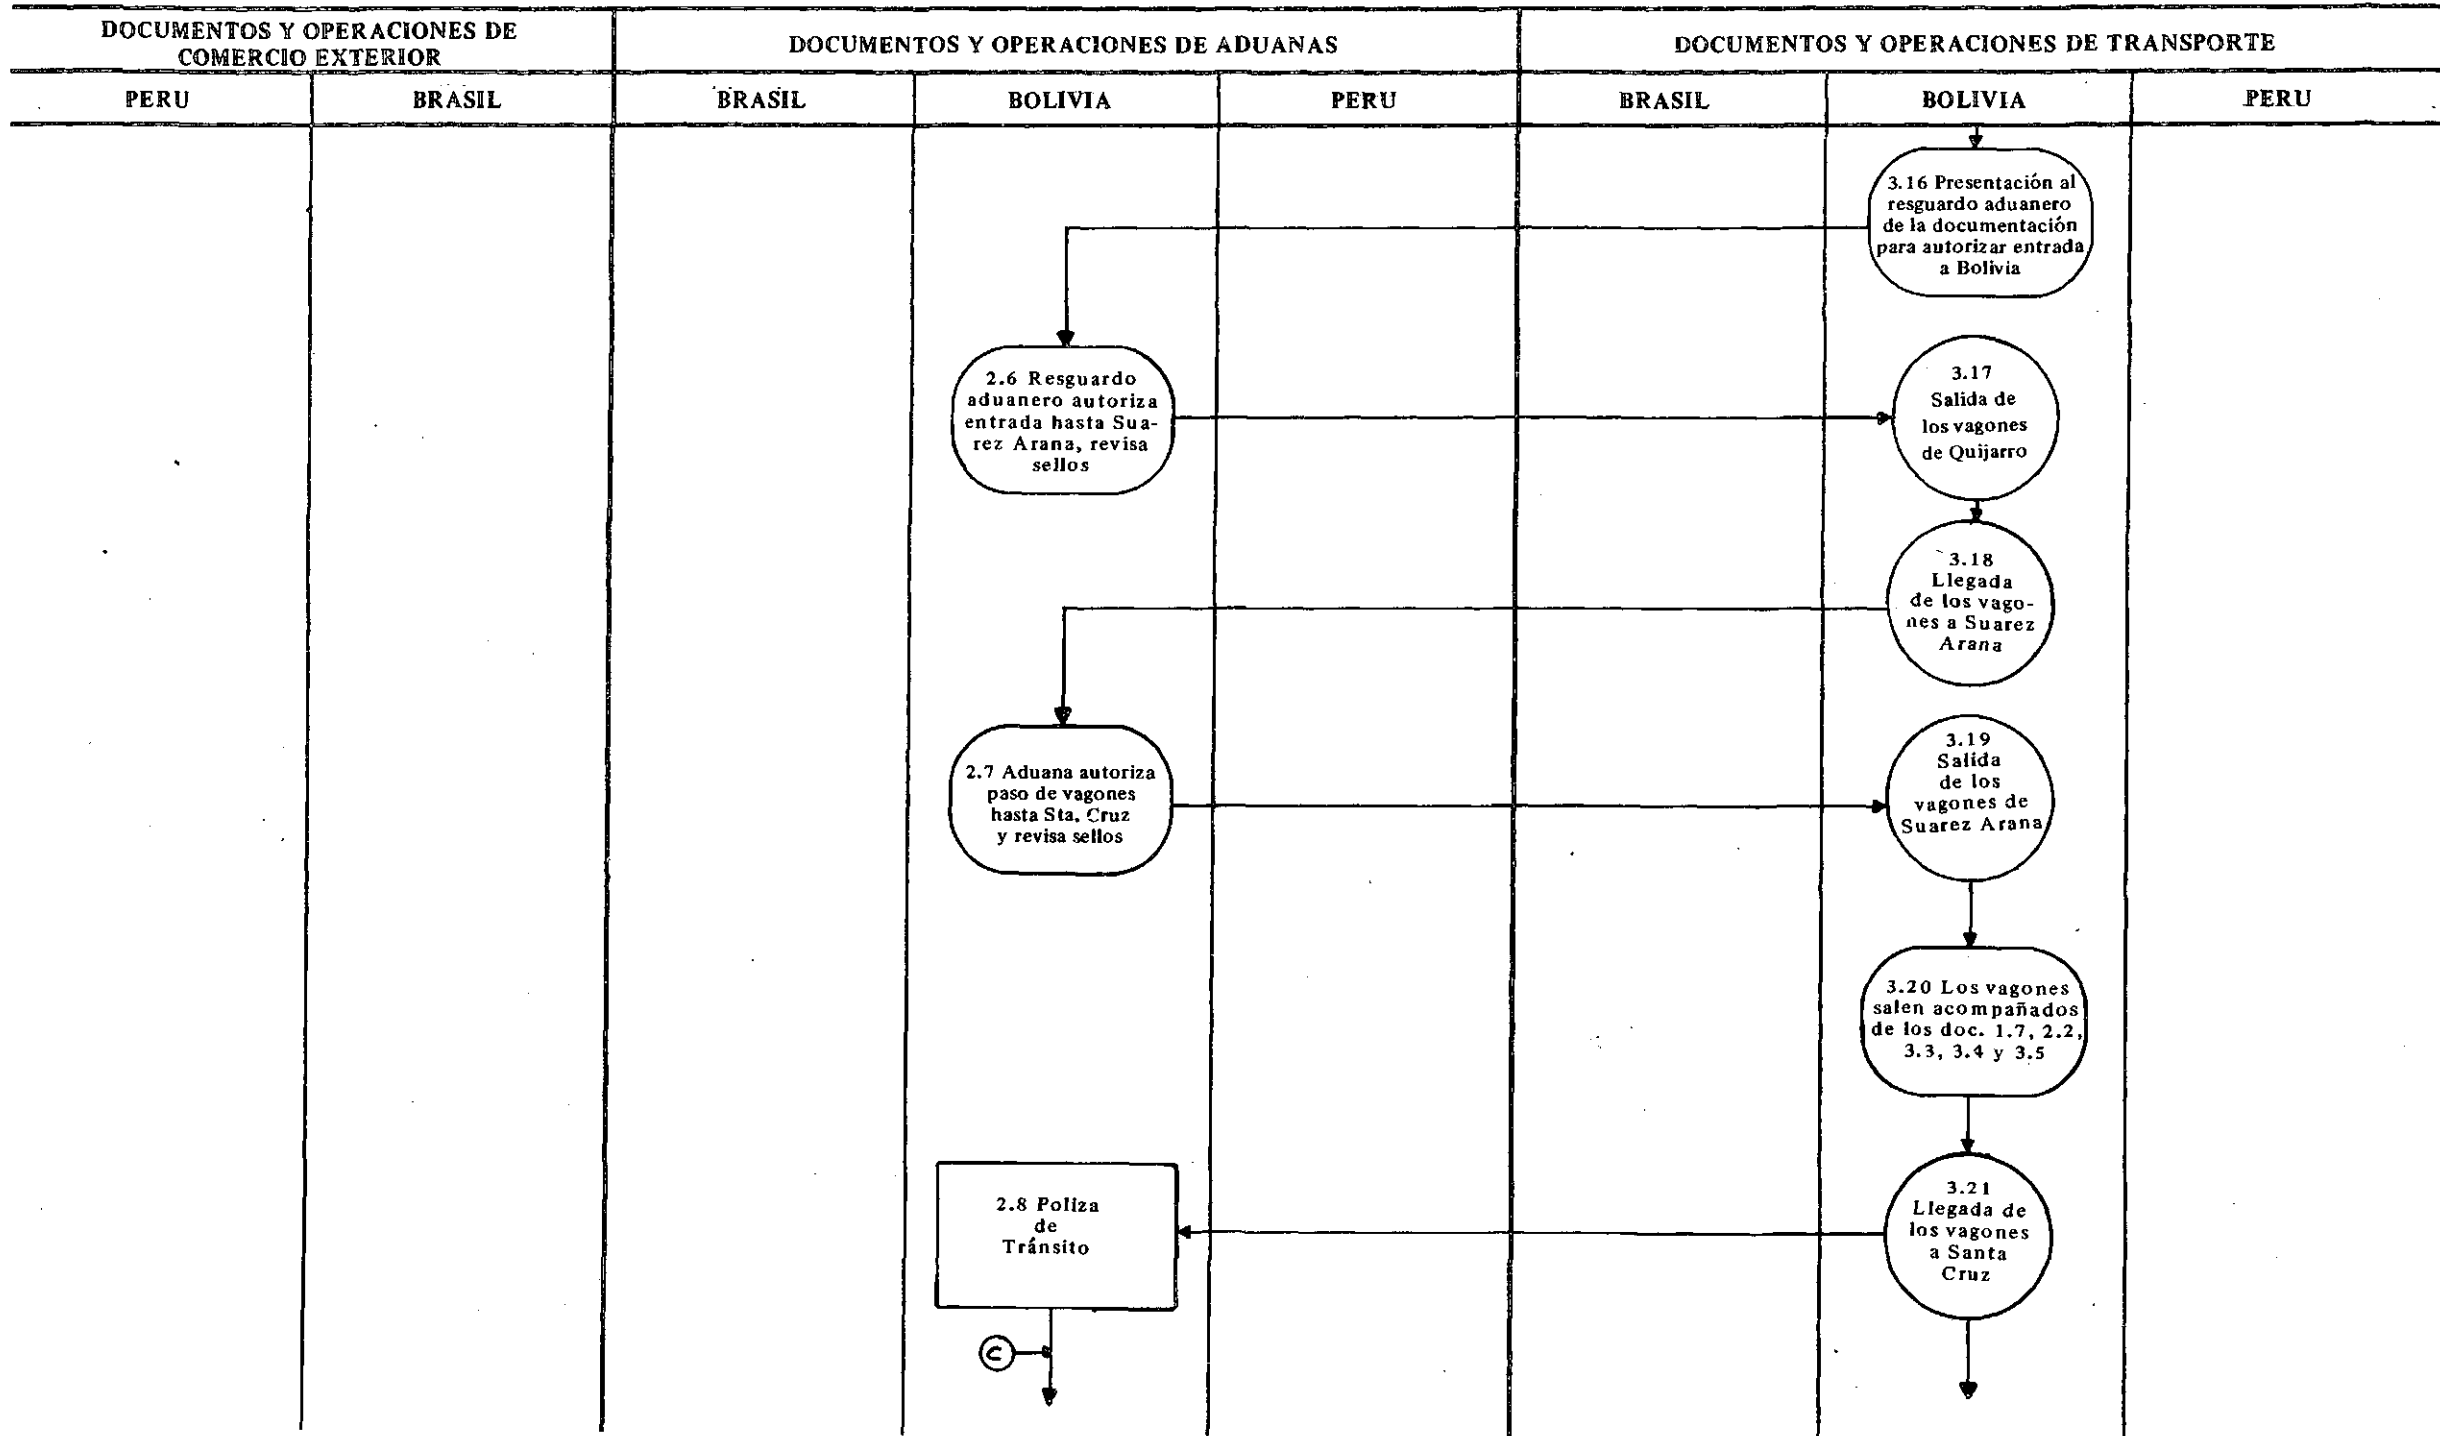 DOCUMENTOS Y OPERACIONES DE
COMERCIO EXTERIOR
DOCUMENTOS Y OPERACIONES DE ADUANAS
DOCUMENTOS Y OPERACIONES DE TRANSPORTE
PERU
BRASIL
BRASIL
BOLIVIA
PERU
BRASIL
BOLIVIA
PERU
3.16 Presentación al
resguardo aduanero
de la documentación
para autorizar entrada
a Bolivia
2.6 Resguardo
aduanero autoriza
entrada hasta Sua-
rez Arana, revisa
sellos
3.17
Salida de
los vagones
de Quijarro
3.18
Llegada
de los vago-
nes a Suarez
Arana
2.7 Aduana autoriza
paso de vagones
hasta Sta. Cruz
y revisa sellos
3.19
Salida
de los
vagones de
Suarez Arana
3.20 Los vagones
salen acompañados
de los doc. 1.7, 2.2,
3.3, 3.4 y 3.5
2.8 Poliza
de
Tránsito
3.21
Llegada de
los vagones
a Santa
Cruz
C